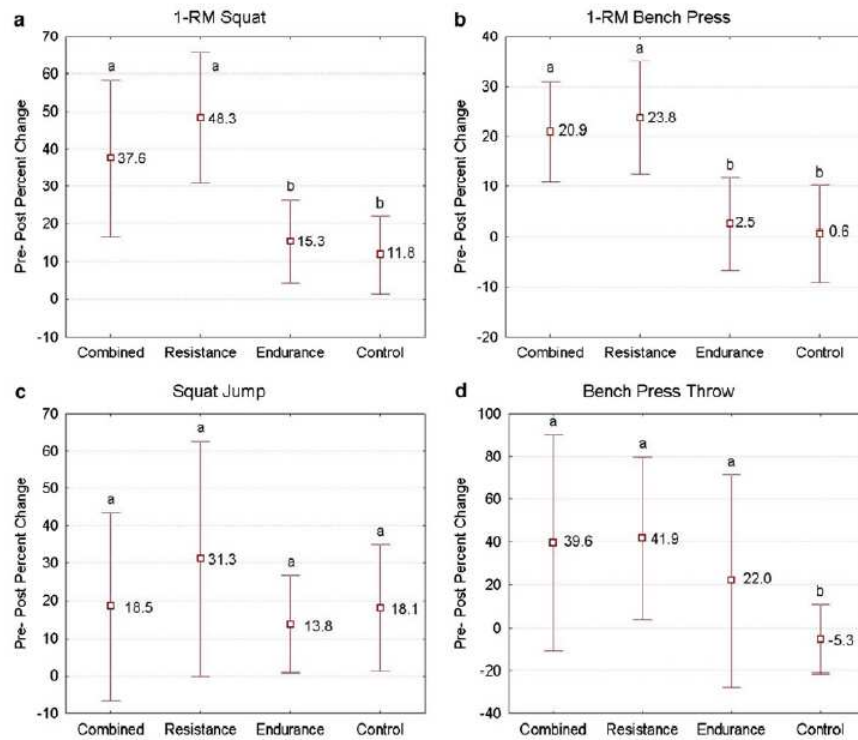 a
1-RM Squat
Pre- Post Percent Change
70
60
50
40
30
20
10
0
-10
a
a
b
b
37.6
48.3
15.3
11.8
Combined
Resistance
Endurance
Control
b
1-RM Bench Press
Pre- Post Percent Change
40
30
20
10
0
-10
-20
a
a
b
b
20.9
23.8
2.5
0.6
Combined
Resistance
Endurance
Control
c
Squat Jump
Pre- Post Percent Change
70
60
50
40
30
20
10
0
-10
a
a
a
a
18.5
31.3
13.8
18.1
Combined
Resistance
Endurance
Control
d
Bench Press Throw
Pre- Post Percent Change
100
80
60
40
20
0
-20
-40
a
a
a
b
39.6
41.9
22.0
-5.3
Combined
Resistance
Endurance
Control